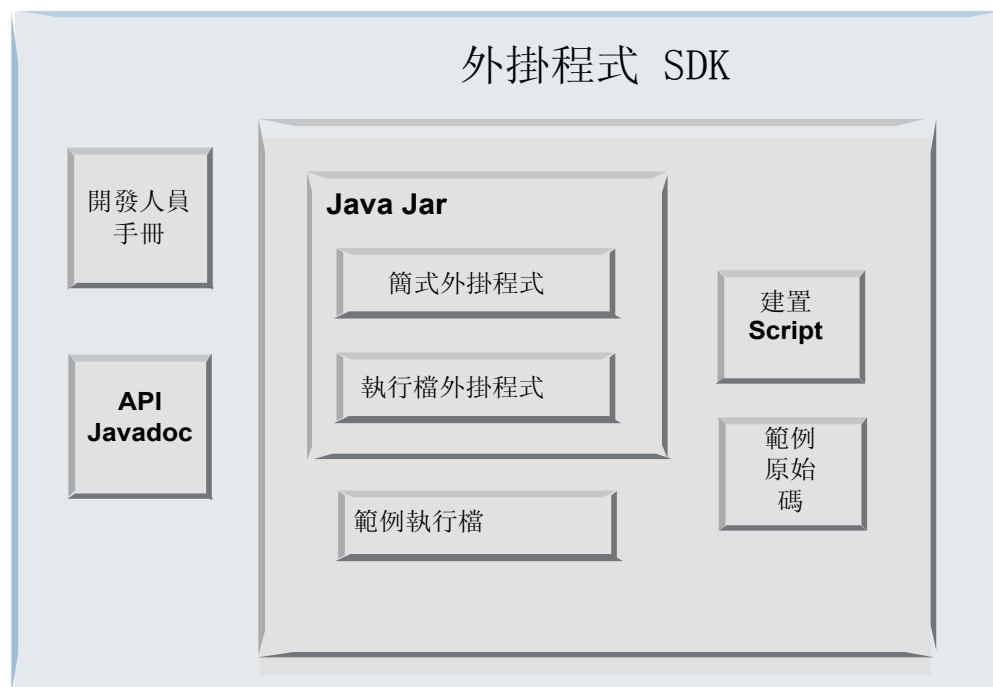 外掛程式 SDK
開發人員
手冊
API
Javadoc
Java Jar
簡式外掛程式
執行檔外掛程式
範例執行檔
建置
Script
範例
原始
碼